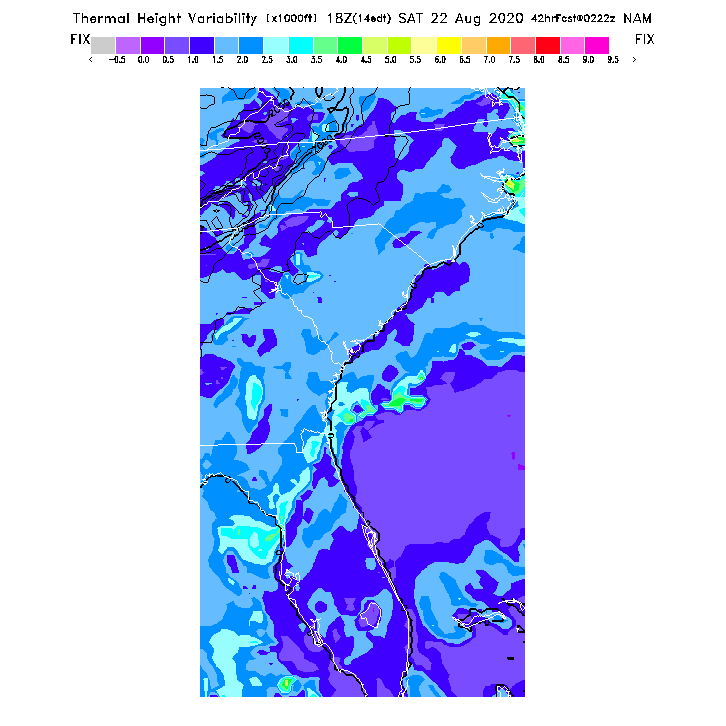 Thermal Height Variability [x1000ft] 18Z(14edt) SAT 22 Aug 2020 42hrFcst@0222z NAM
FIX FIX
< -0.5 0.0 0.5 1.0 1.5 2.0 2.5 3.0 3.5 4.0 4.5 5.0 5.5 6.0 6.5 7.0 7.5 8.0 8.5 9.0 9.5 >